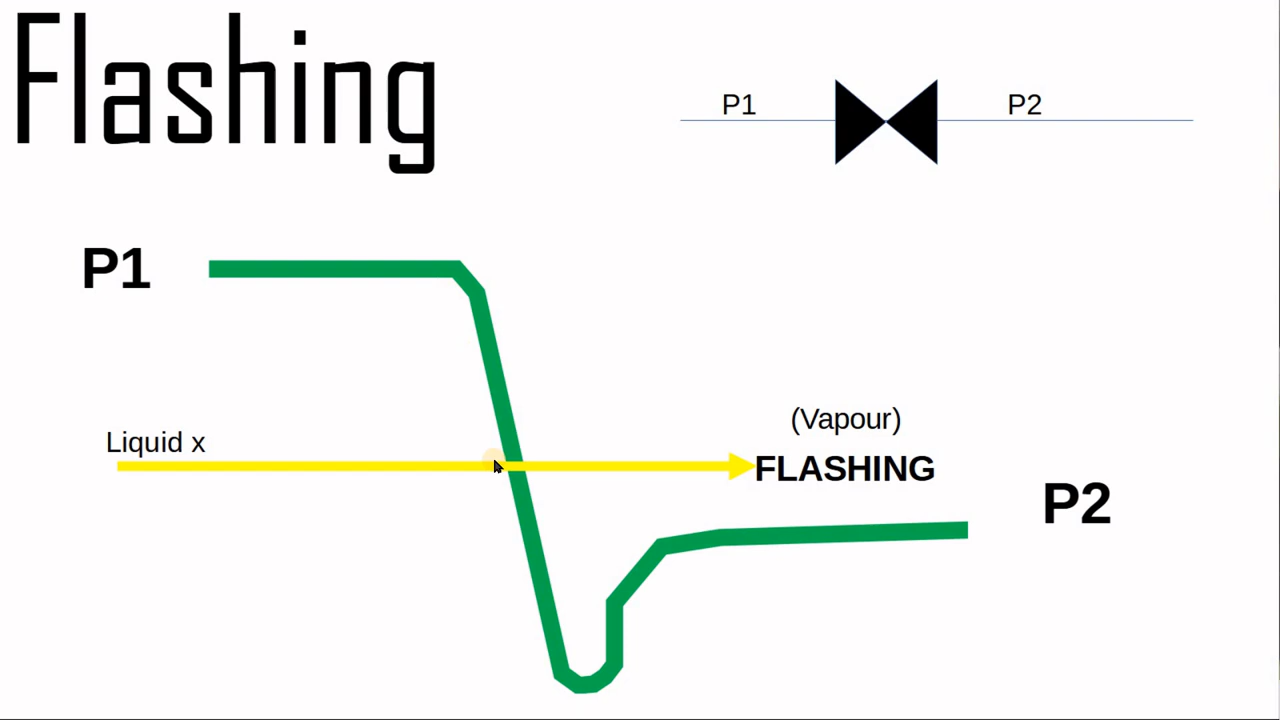 Flashing
P1
P2
P1
Liquid x
(Vapour)
FLASHING
P2